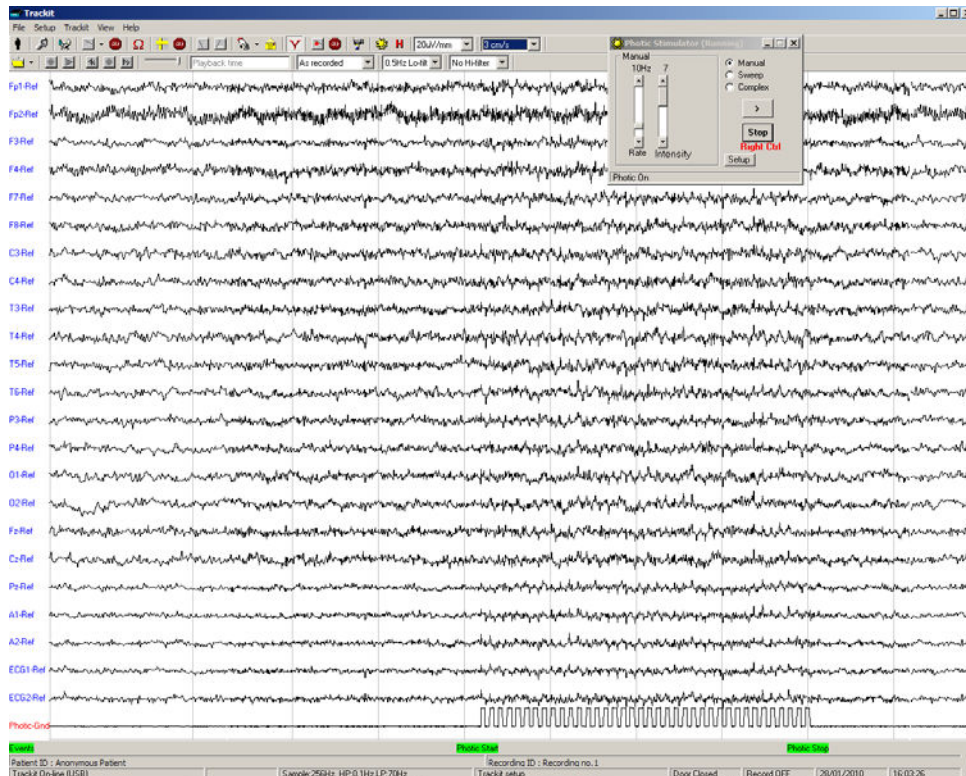 Trackit
File Setup Trackit View Help
H 20uV/mm 3 cm/s
Playback time As recorded 0.5Hz Lo-filt No Hi-filter
Photic Stimulator (Running)
Manual
10Hz 7
Manual
Sweep
Complex
>
Stop
Right Ctrl
Rate Intensity
Setup
Photic On
Fp1-Ref
Fp2-Ref
F3-Ref
F4-Ref
F7-Ref
F8-Ref
C3-Ref
C4-Ref
T3-Ref
T4-Ref
T5-Ref
T6-Ref
P3-Ref
P4-Ref
O1-Ref
O2-Ref
Fz-Ref
Cz-Ref
Pz-Ref
A1-Ref
A2-Ref
ECG1-Ref
ECG2-Ref
Photic-Gnd
Events Photic Start Photic Stop
Patient ID : Anonymous Patient Recording ID : Recording no.1
Trackit On-line (USB) Sample:256Hz, HP:0.1Hz LP:70Hz Trackit setup Door Closed Record OFF 28/01/2010 16:03:26